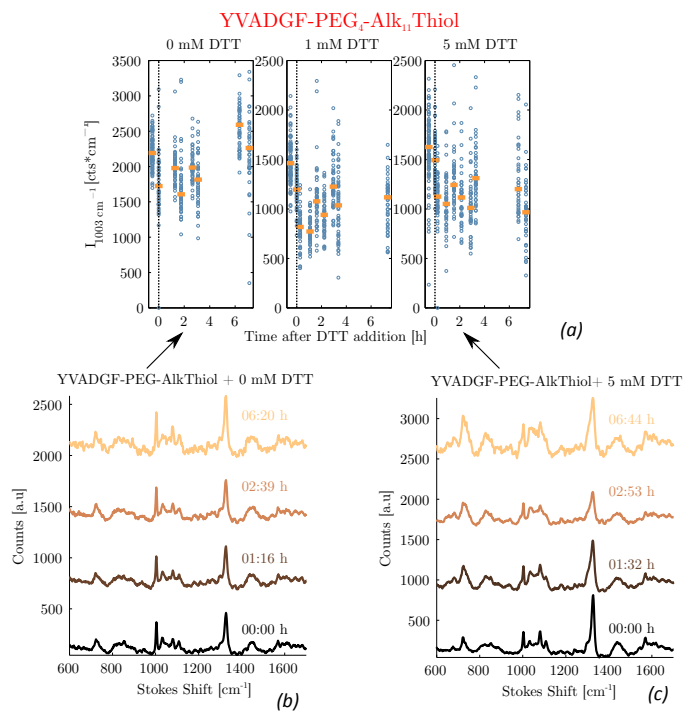 YVADGF-PEG₄-Alk₁₁Thiol
0 mM DTT 1 mM DTT 5 mM DTT
3500
3000
2500
2000
1500
1000
500
0
2500
2000
1500
1000
500
0
2500
2000
1500
1000
500
0
I₁₀₀₃ cm⁻¹ [cts*cm⁻¹]
0 2 4 6 0 2 4 6 0 2 4 6
Time after DTT addition [h]
(a)
YVADGF-PEG-AlkThiol + 0 mM DTT
2500
2000
1500
1000
500
Counts [a.u]
06:20 h
02:39 h
01:16 h
00:00 h
600 800 1000 1200 1400 1600
Stokes Shift [cm⁻¹]
(b)
YVADGF-PEG-AlkThiol+ 5 mM DTT
3000
2500
2000
1500
1000
500
Counts [a.u]
06:44 h
02:53 h
01:32 h
00:00 h
600 800 1000 1200 1400 1600
Stokes Shift [cm⁻¹]
(c)